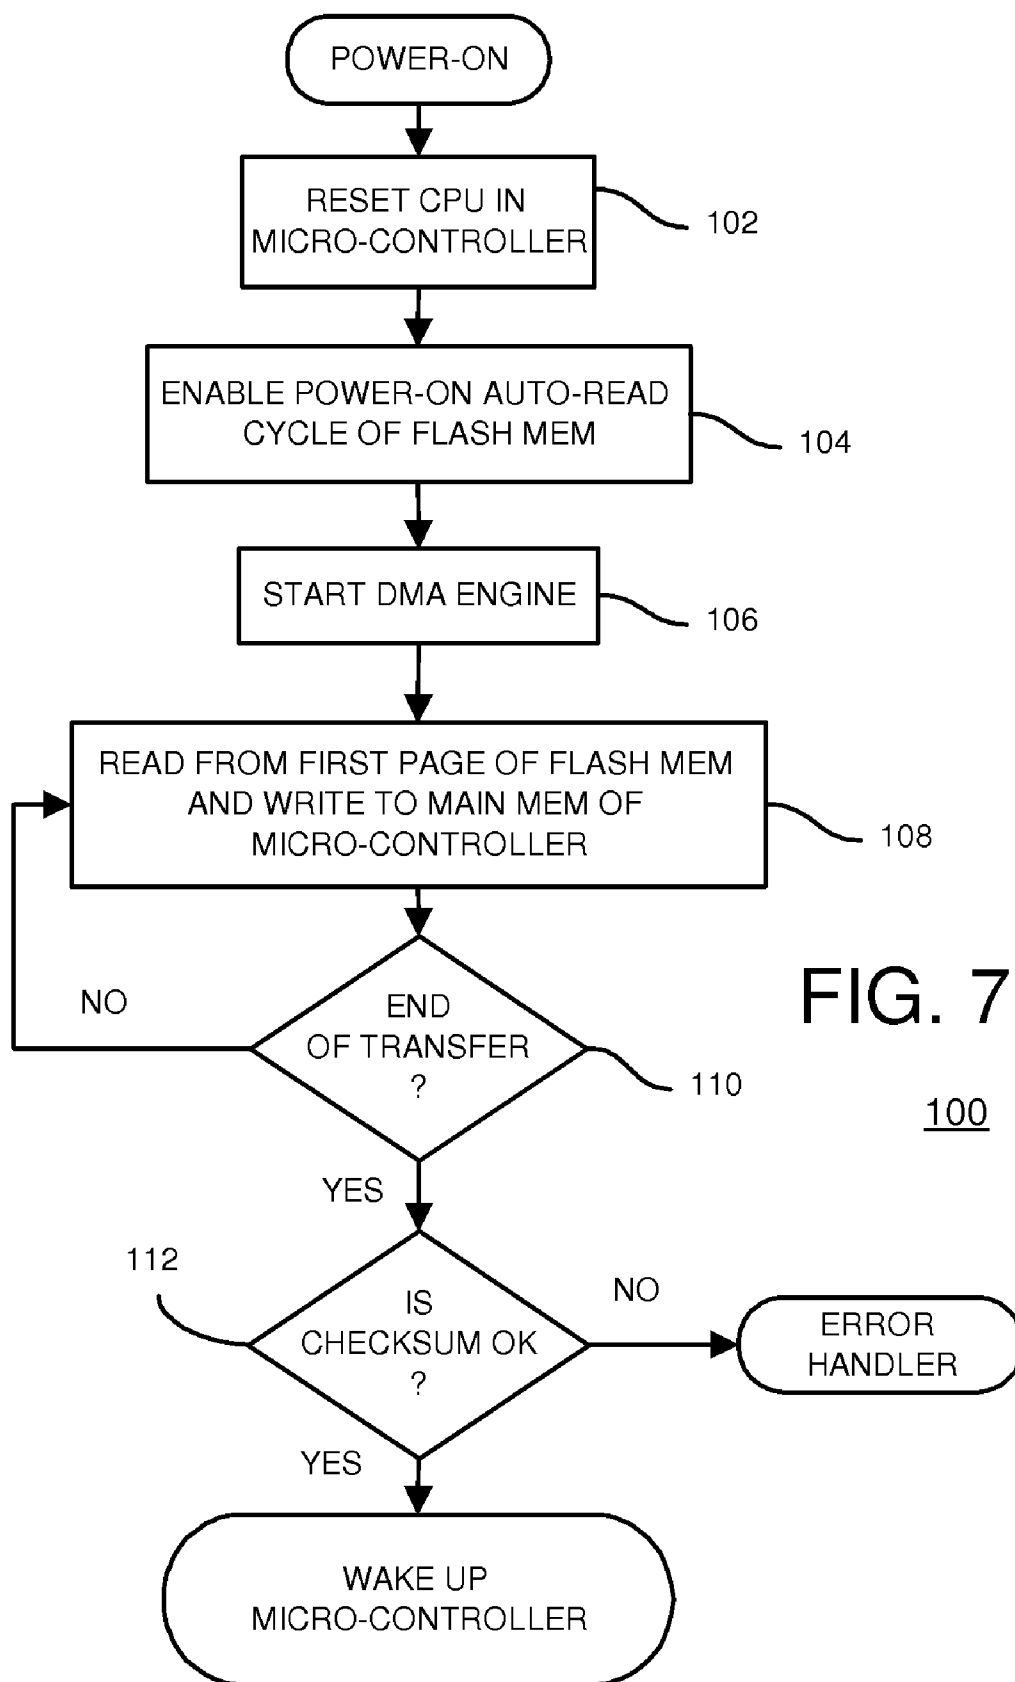 POWER-ON
RESET CPU IN
MICRO-CONTROLLER
102
ENABLE POWER-ON AUTO-READ
CYCLE OF FLASH MEM
104
START DMA ENGINE
106
READ FROM FIRST PAGE OF FLASH MEM
AND WRITE TO MAIN MEM OF
MICRO-CONTROLLER
108
NO
END
OF TRANSFER
?
110
FIG. 7
100
YES
112
IS
CHECKSUM OK
?
NO
ERROR
HANDLER
YES
WAKE UP
MICRO-CONTROLLER